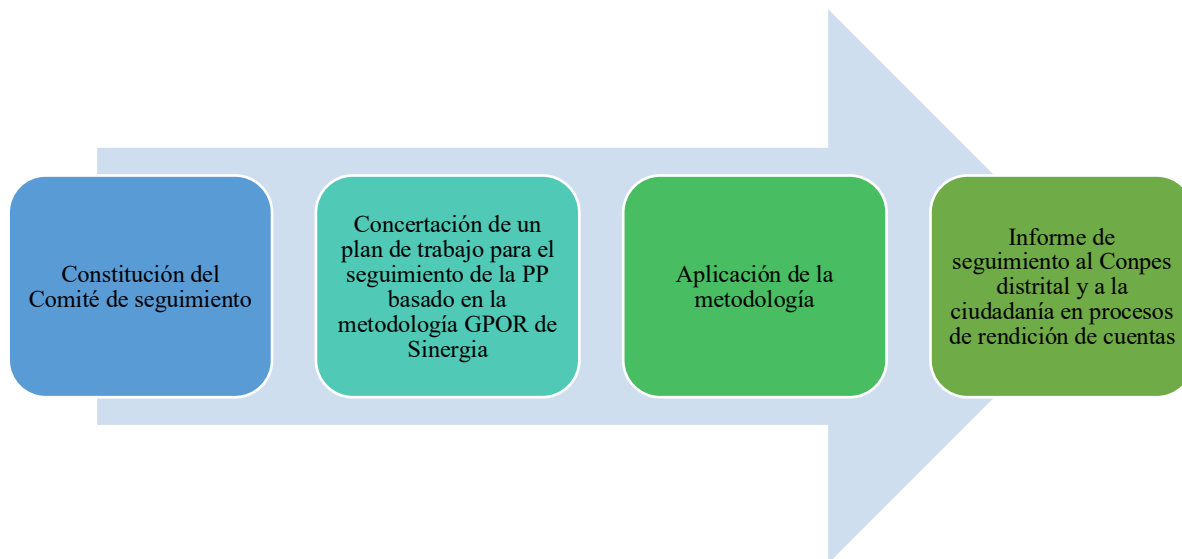 Constitución del
Comité de seguimiento
Concertación de un
plan de trabajo para el
seguimiento de la PP
basado en la
metodología GPOR de
Sinergia
Aplicación de la
metodología
Informe de
seguimiento al Conpes
distrital y a la
ciudadanía en procesos
de rendición de cuentas